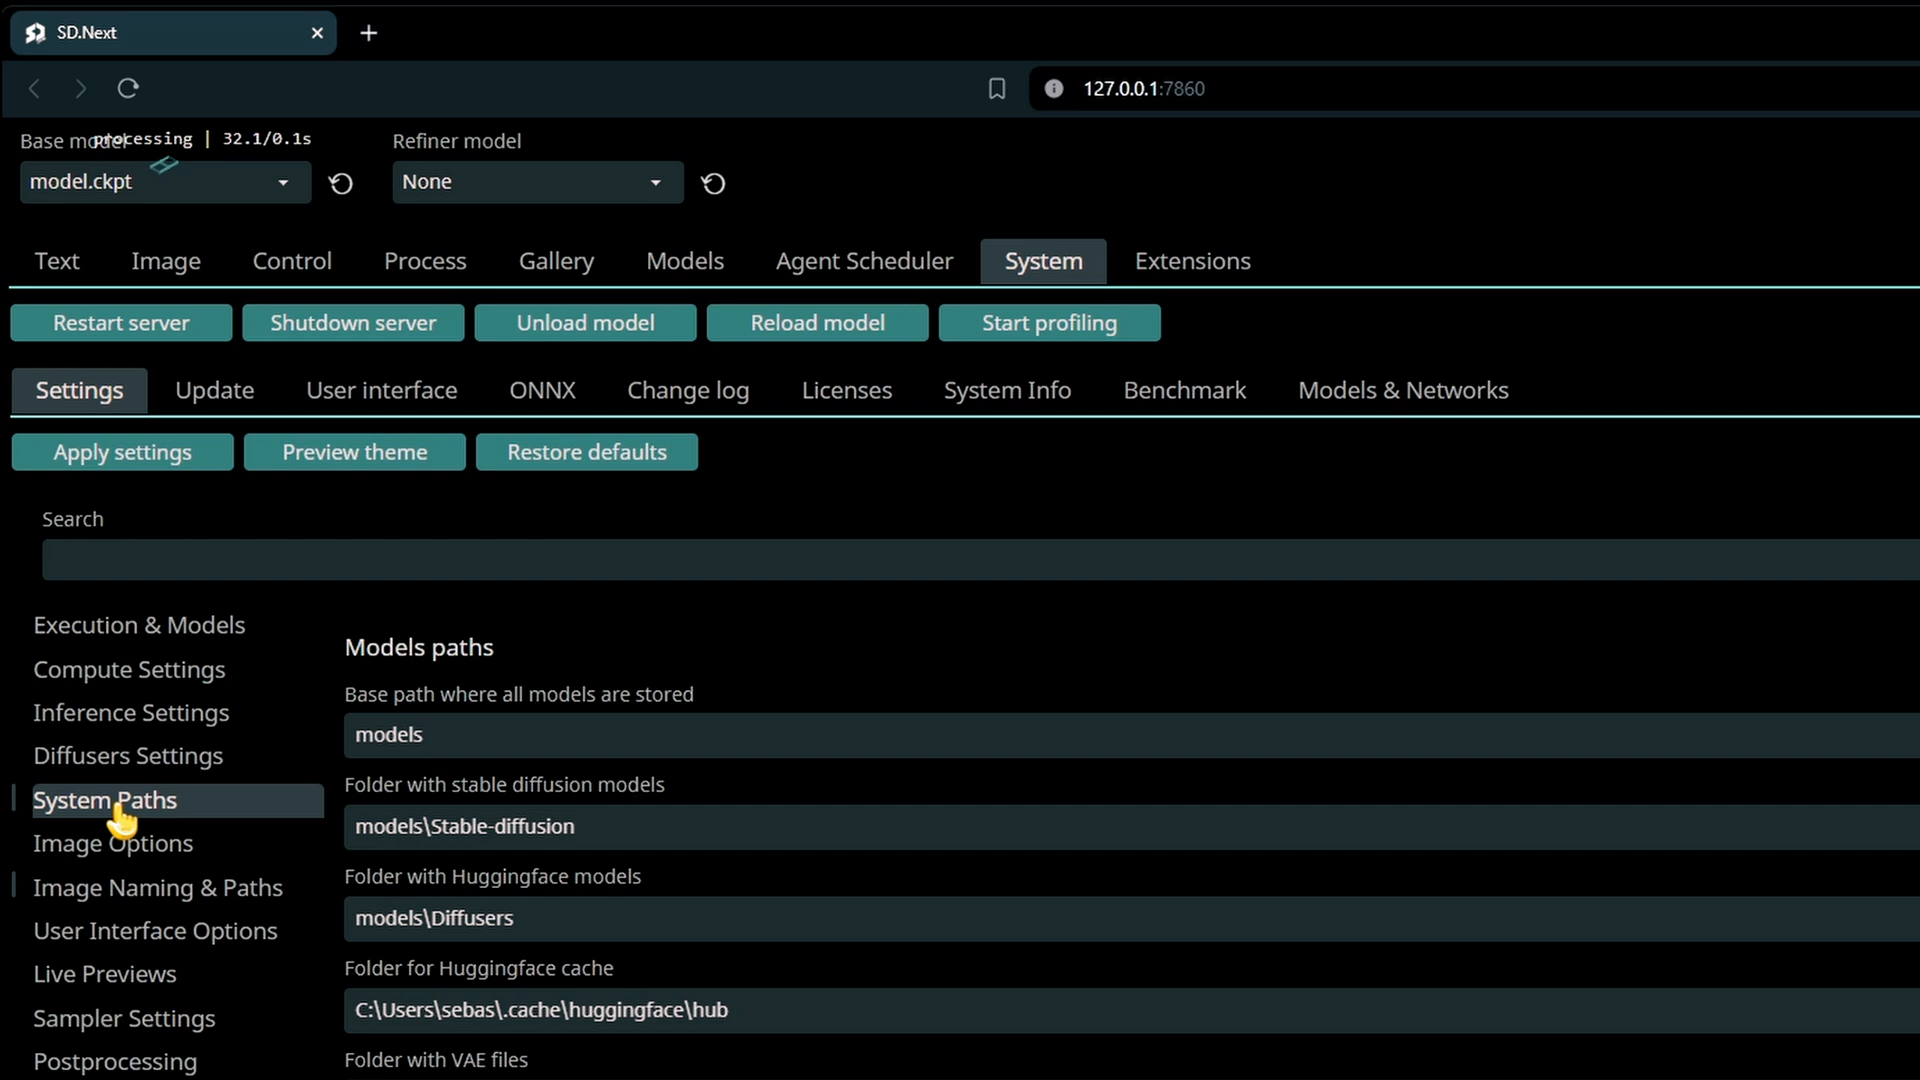 SD.Next
127.0.0.1:7860
processing | 32.1/0.1s
Base model Refiner model
model.ckpt None
Text Image Control Process Gallery Models Agent Scheduler System Extensions
Restart server Shutdown server Unload model Reload model Start profiling
Settings Update User interface ONNX Change log Licenses System Info Benchmark Models & Networks
Apply settings Preview theme Restore defaults
Search
Execution & Models
Compute Settings
Inference Settings
Diffusers Settings
System Paths
Image Options
Image Naming & Paths
User Interface Options
Live Previews
Sampler Settings
Postprocessing
Models paths
Base path where all models are stored
models
Folder with stable diffusion models
models\Stable-diffusion
Folder with Huggingface models
models\Diffusers
Folder for Huggingface cache
C:\Users\sebas\.cache\huggingface\hub
Folder with VAE files